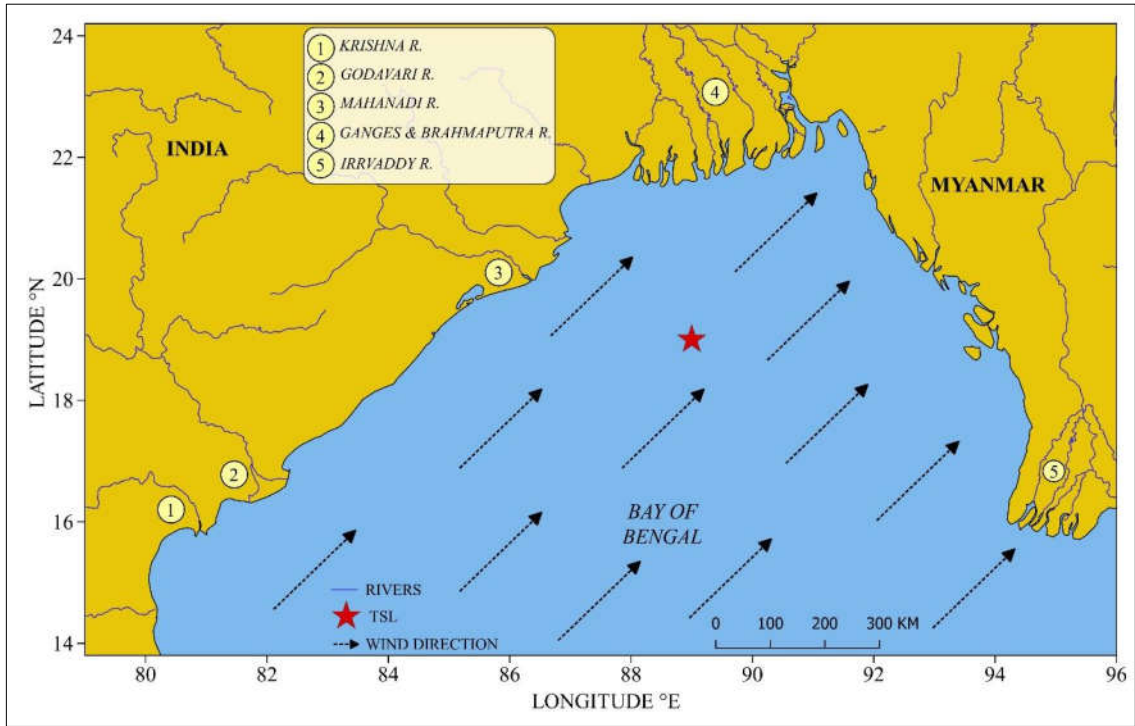 24
22
20
18
16
14
LATITUDE °N
1 KRISHNA R.
2 GODAVARI R.
3 MAHANADI R.
4 GANGES & BRAHMAPUTRA R.
5 IRRVADDY R.
INDIA
MYANMAR
4
3
2
1
5
BAY OF
BENGAL
RIVERS
TSL
WIND DIRECTION
0 100 200 300 KM
80 82 84 86 88 90 92 94 96
LONGITUDE °E